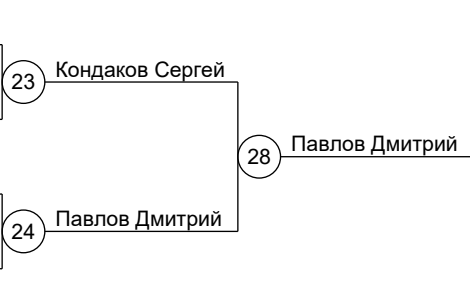 23 Кондаков Сергей
28 Павлов Дмитрий
24 Павлов Дмитрий